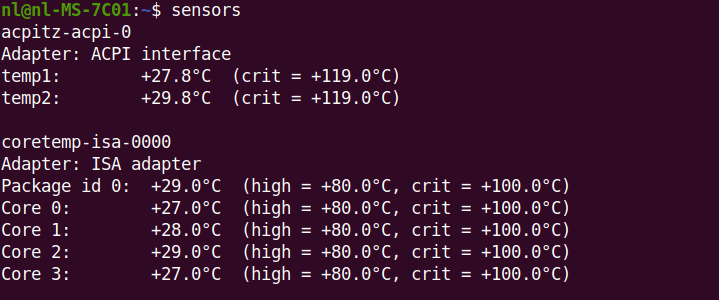 nl@nl-MS-7C01:~$ sensors
acpitz-acpi-0
Adapter: ACPI interface
temp1:        +27.8°C  (crit = +119.0°C)
temp2:        +29.8°C  (crit = +119.0°C)

coretemp-isa-0000
Adapter: ISA adapter
Package id 0:  +29.0°C  (high = +80.0°C, crit = +100.0°C)
Core 0:        +27.0°C  (high = +80.0°C, crit = +100.0°C)
Core 1:        +28.0°C  (high = +80.0°C, crit = +100.0°C)
Core 2:        +29.0°C  (high = +80.0°C, crit = +100.0°C)
Core 3:        +27.0°C  (high = +80.0°C, crit = +100.0°C)